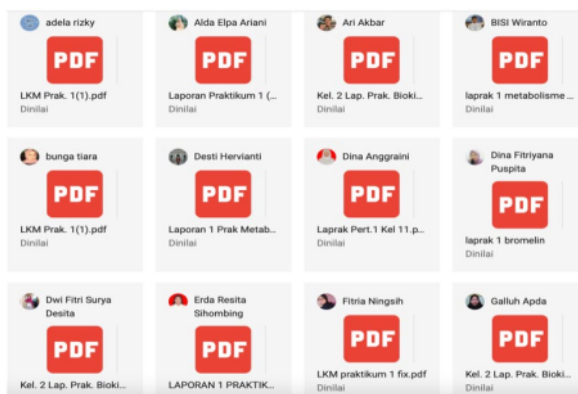 adela rizky
PDF
LKM Prak. 1(1).pdf
Dinilai
Alda Elpa Ariani
PDF
Laporan Praktikum 1 (...
Dinilai
Ari Akbar
PDF
Kel. 2 Lap. Prak. Bioki...
Dinilai
BISI Wiranto
PDF
laprak 1 metabolisme ...
Dinilai
bunga tiara
PDF
LKM Prak. 1(1).pdf
Dinilai
Desti Hervianti
PDF
Laporan 1 Prak Metab...
Dinilai
Dina Anggraini
PDF
Laprak Pert.1 Kel 11.p...
Dinilai
Dina Fitriyana
Puspita
PDF
laprak 1 bromelin
Dinilai
Dwi Fitri Surya
Desita
PDF
Kel. 2 Lap. Prak. Bioki...
Erda Resita
Sihombing
PDF
LAPORAN 1 PRAKTIK...
Fitria Ningsih
PDF
LKM praktikum 1 fix.pdf
Dinilai
Galluh Apda
PDF
Kel. 2 Lap. Prak. Bioki...
Dinilai